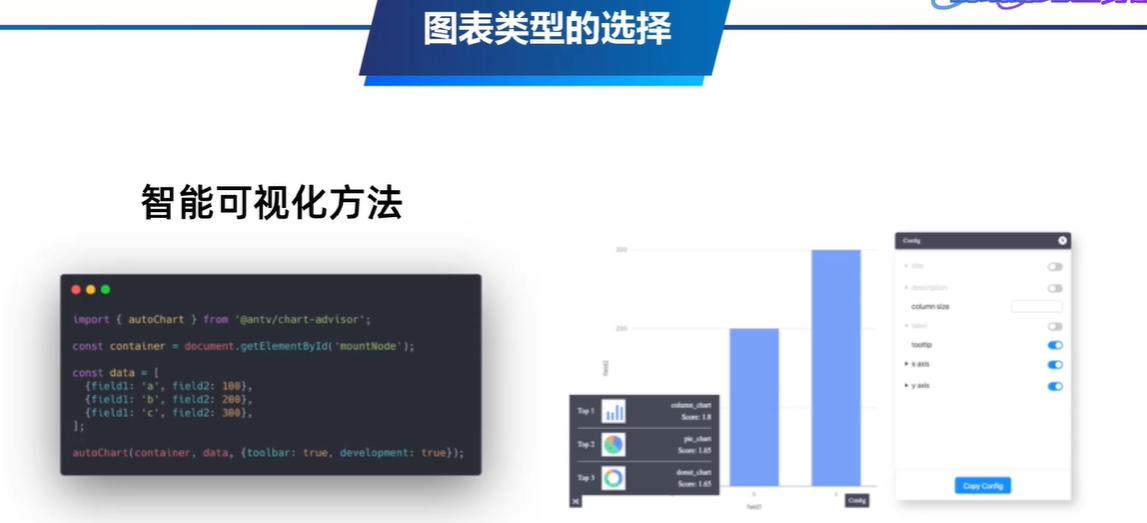 图表类型的选择
智能可视化方法
import { autoChart } from '@antv/chart-advisor';
const container = document.getElementById('mountNode');
const data = [
{field1: 'a', field2: 100},
{field1: 'b', field2: 200},
{field1: 'c', field2: 300},
];
autoChart(container, data, {toolbar: true, development: true});
300
200
field2
Top 1
column_chart
Score: 1.8
Top 2
pie_chart
Score: 1.65
Top 3
donut_chart
Score: 1.65
b
c
field1
Config
Config
title
description
column size
label
tooltip
x axis
y axis
Copy Config